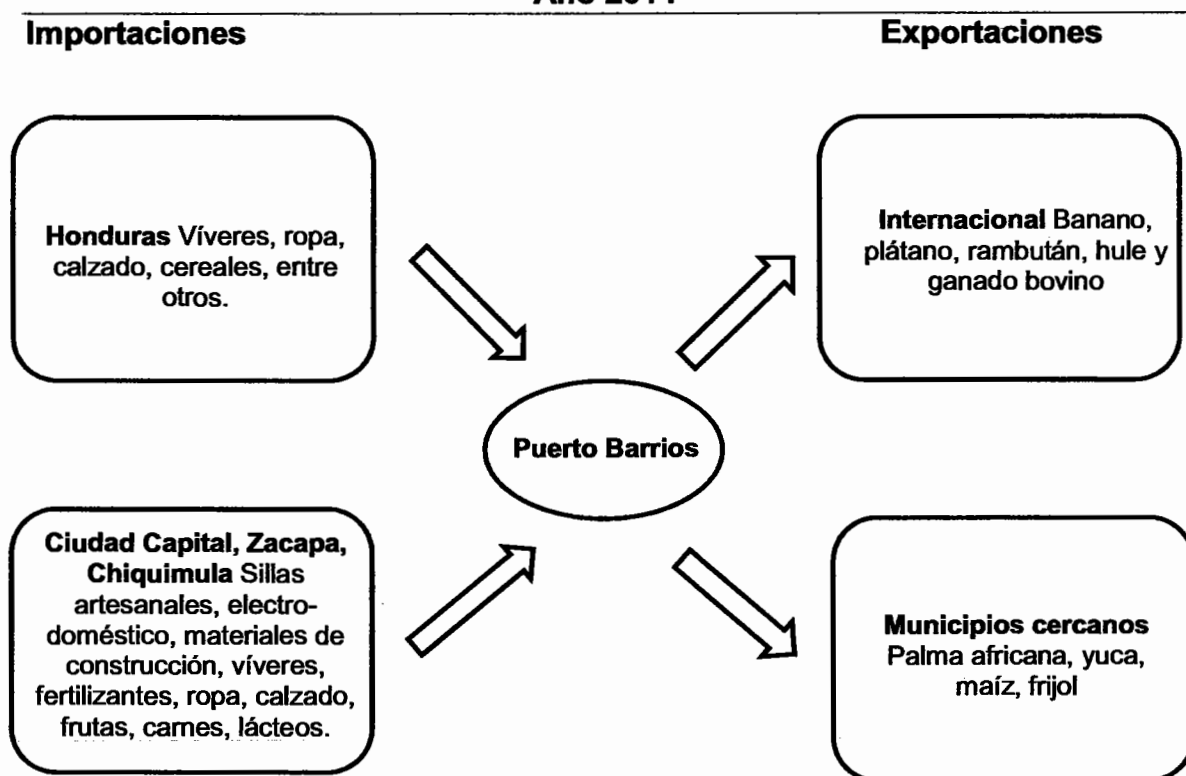 Importaciones
Exportaciones
Honduras Víveres, ropa,
calzado, cereales, entre
otros.
Internacional Banano,
plátano, rambután, hule y
ganado bovino
Puerto Barrios
Ciudad Capital, Zacapa,
Chiquimula Sillas
artesanales, electro-
doméstico, materiales de
construcción, víveres,
fertilizantes, ropa, calzado,
frutas, carnes, lácteos.
Municipios cercanos
Palma africana, yuca,
maíz, frijol